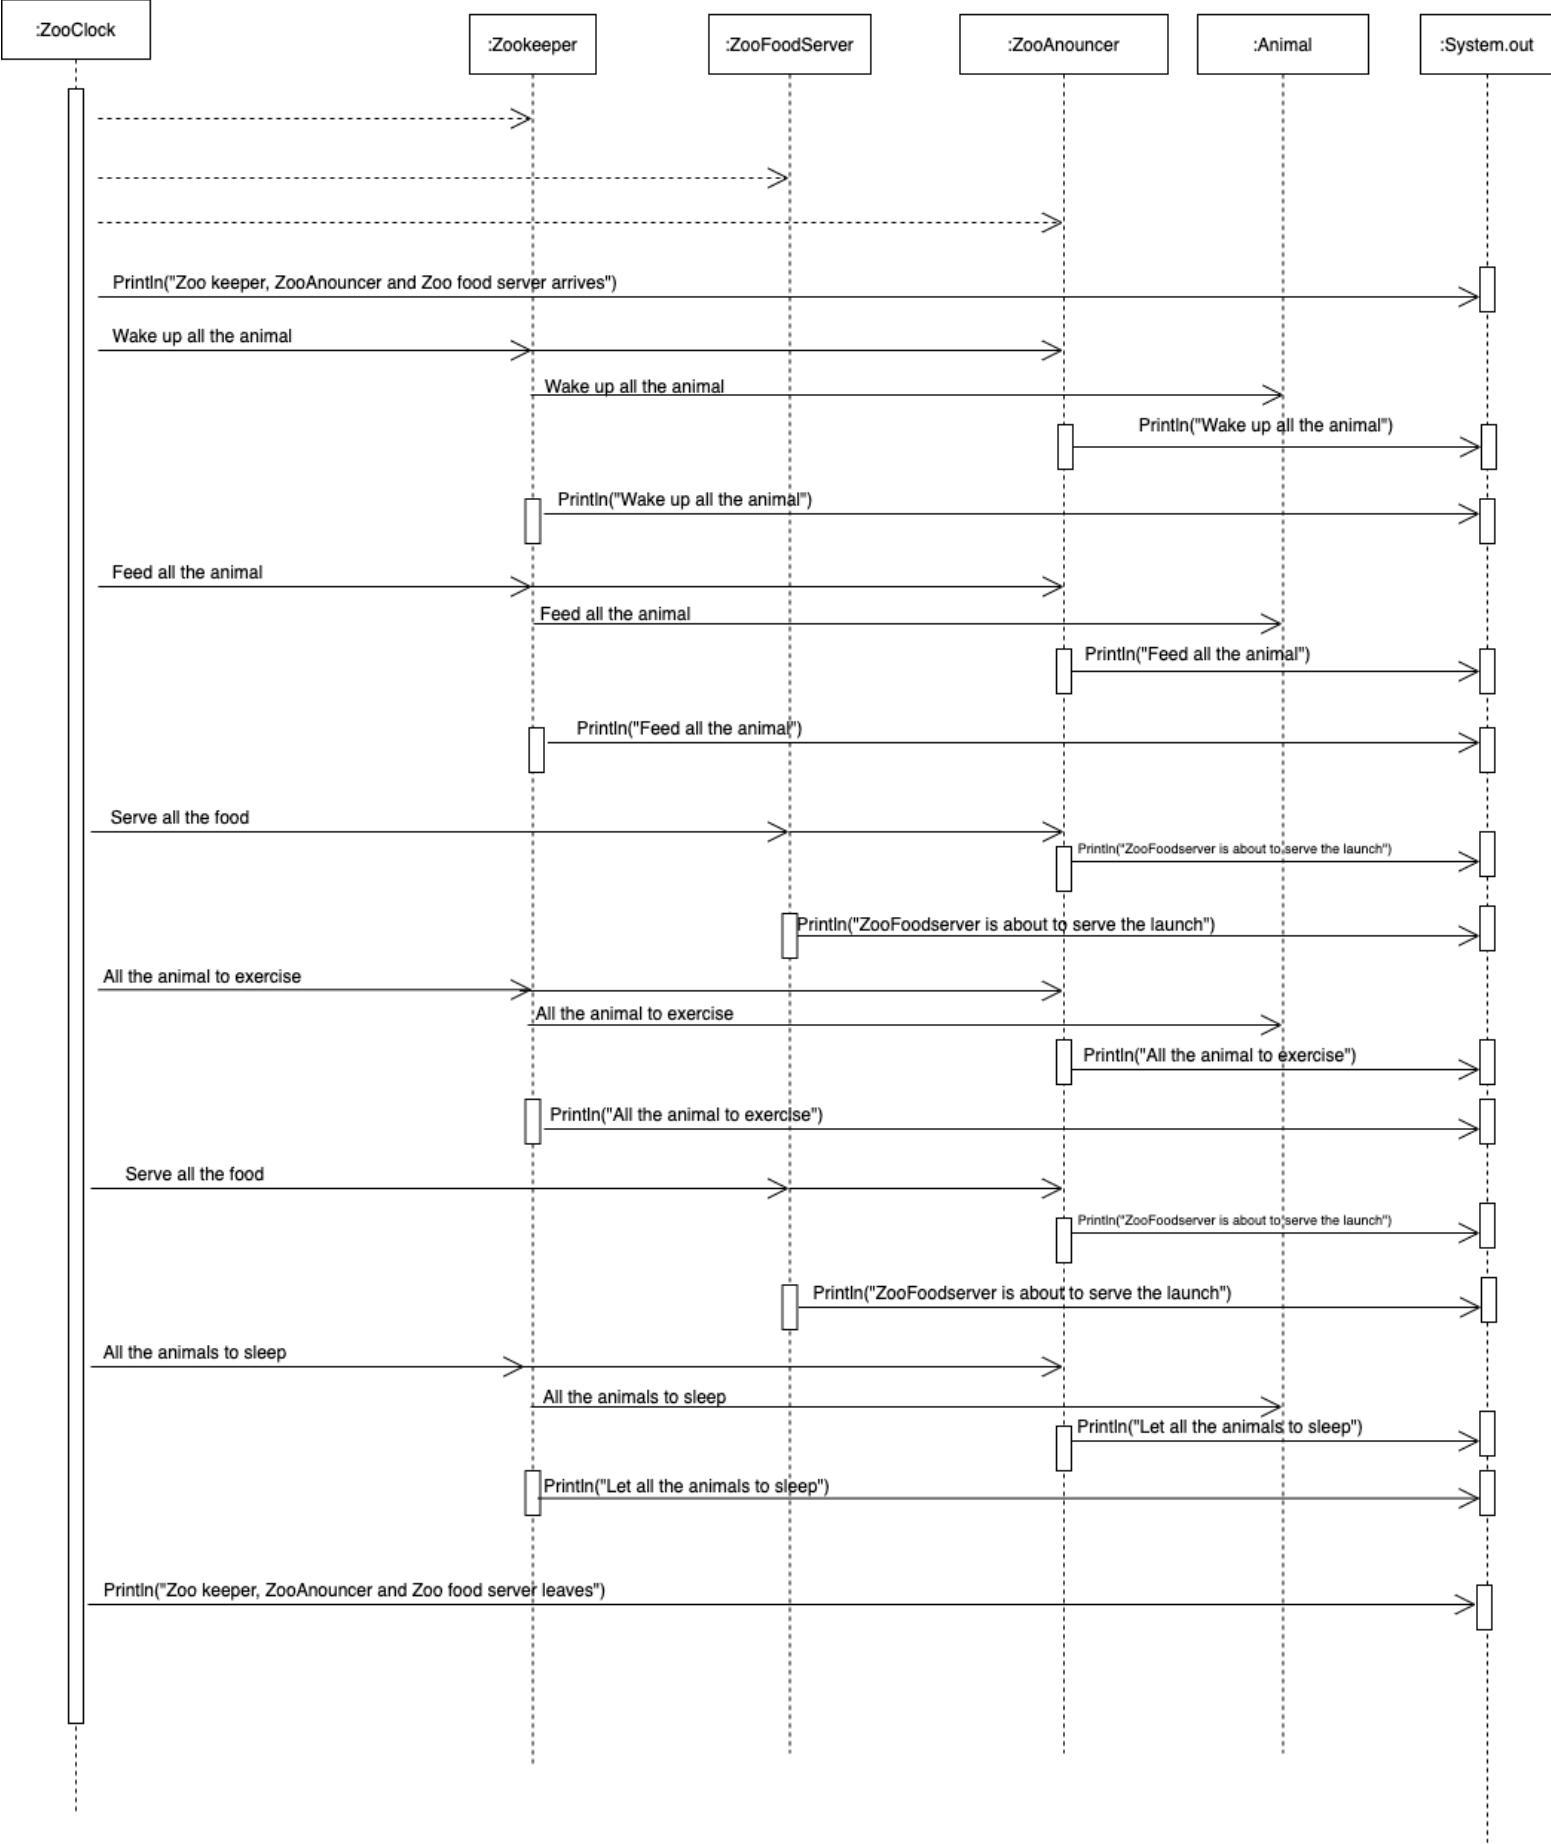 :ZooClock
:Zookeeper
:ZooFoodServer
:ZooAnouncer
:Animal
:System.out
Println("Zoo keeper, ZooAnouncer and Zoo food server arrives")
Wake up all the animal
Wake up all the animal
Println("Wake up all the animal")
Println("Wake up all the animal")
Feed all the animal
Feed all the animal
Println("Feed all the animal")
Println("Feed all the animal")
Serve all the food
Println("ZooFoodserver is about to serve the launch")
Println("ZooFoodserver is about to serve the launch")
All the animal to exercise
All the animal to exercise
Println("All the animal to exercise")
Println("All the animal to exercise")
Serve all the food
Println("ZooFoodserver is about to serve the launch")
Println("ZooFoodserver is about to serve the launch")
All the animals to sleep
All the animals to sleep
Println("Let all the animals to sleep")
Println("Let all the animals to sleep")
Println("Zoo keeper, ZooAnouncer and Zoo food server leaves")